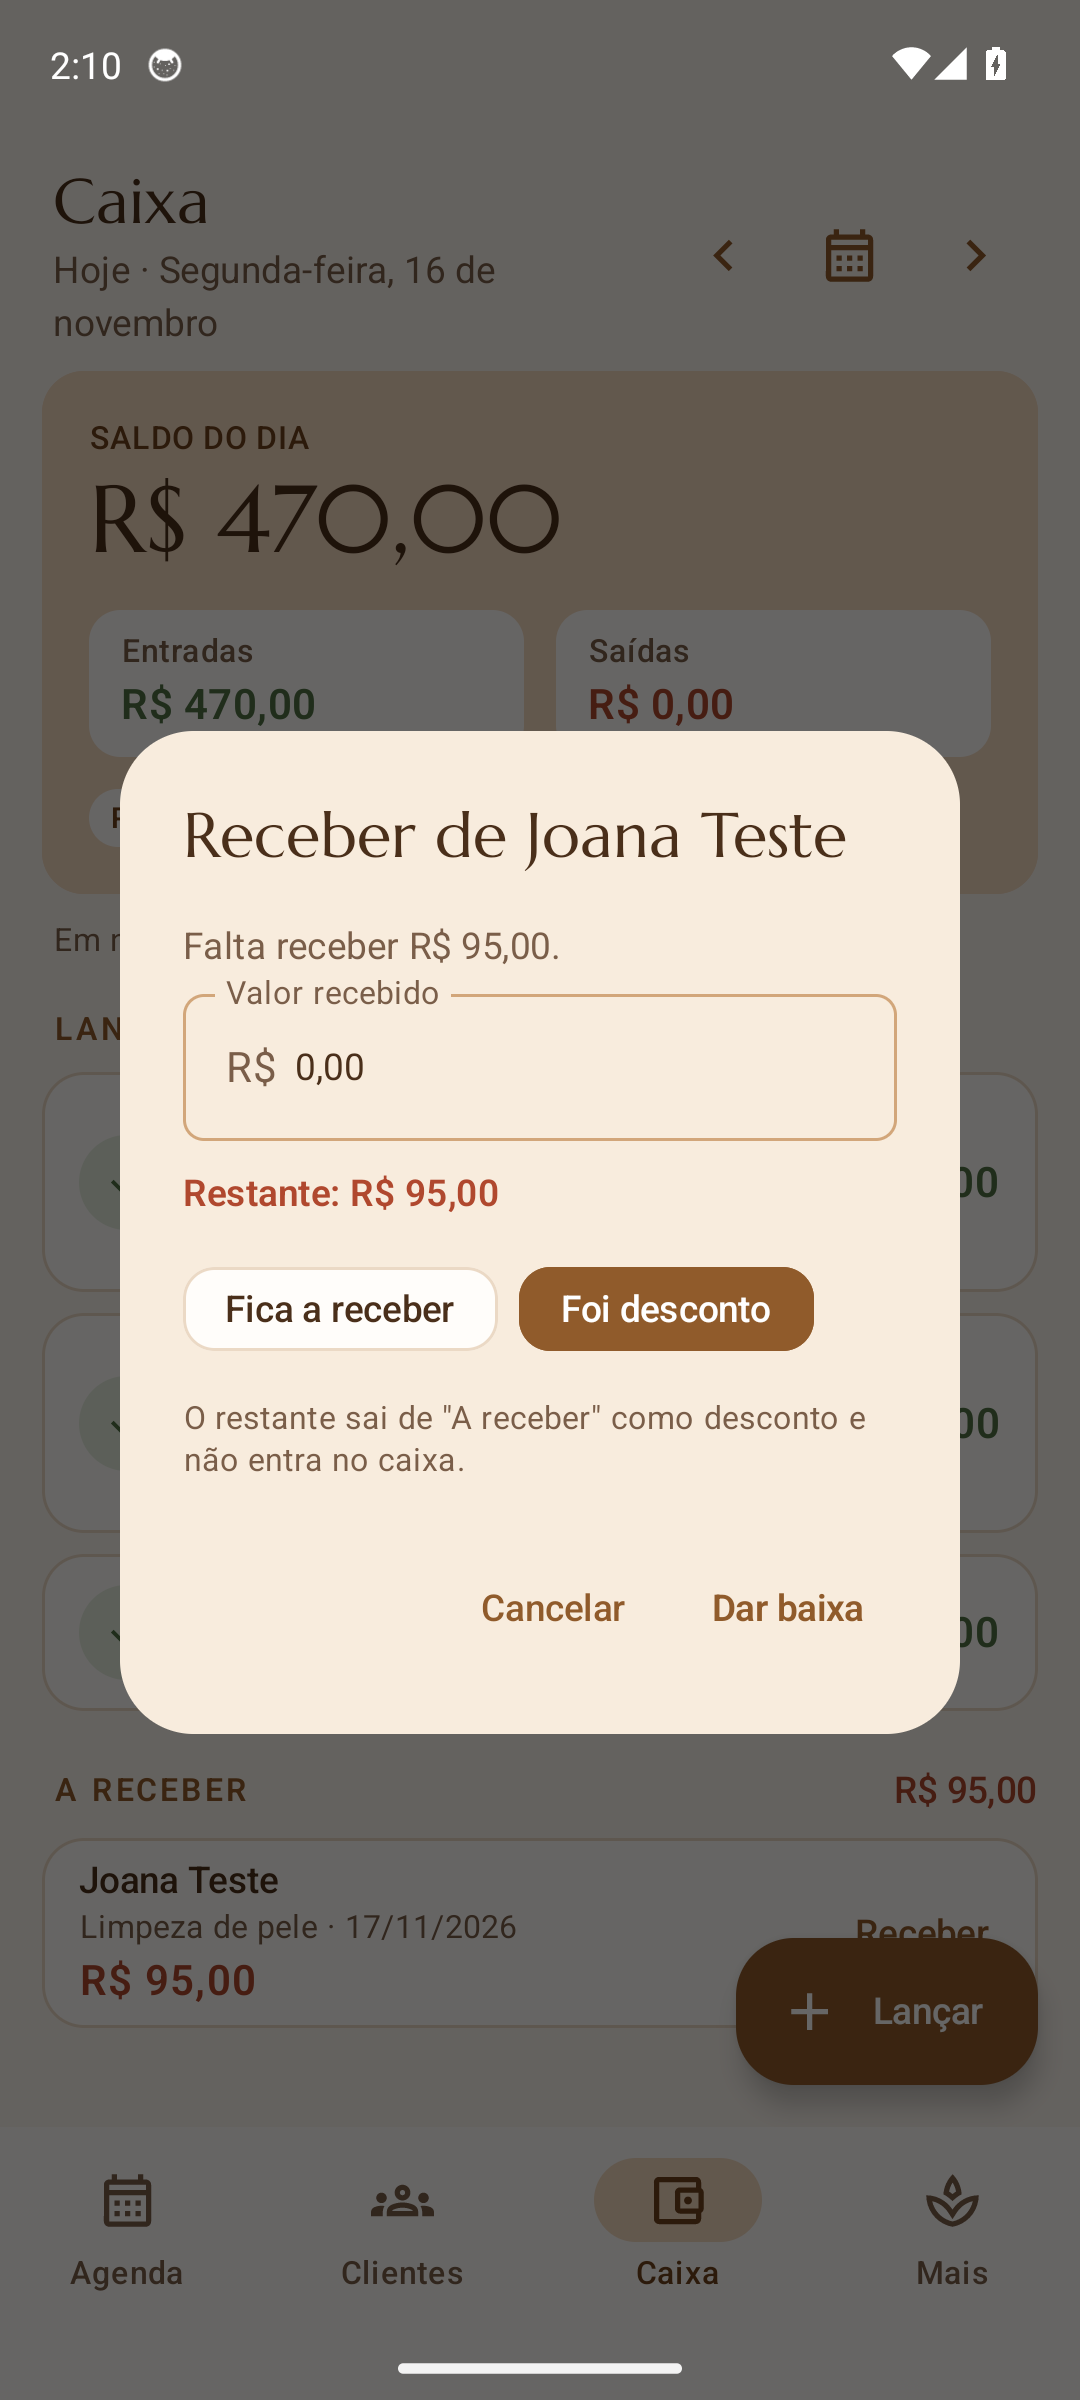 2:10
Caixa
Hoje · Segunda-feira, 16 de
novembro
SALDO DO DIA
R$ 470,00
Entradas
R$ 470,00
Saídas
R$ 0,00
Receber de Joana Teste
Falta receber R$ 95,00.
Valor recebido
R$ 0,00
Restante: R$ 95,00
Fica a receber
Foi desconto
O restante sai de "A receber" como desconto e
não entra no caixa.
Cancelar
Dar baixa
Em
A RECEBER
R$ 95,00
Joana Teste
Limpeza de pele · 17/11/2026
R$ 95,00
Receber
Lançar
Agenda
Clientes
Caixa
Mais